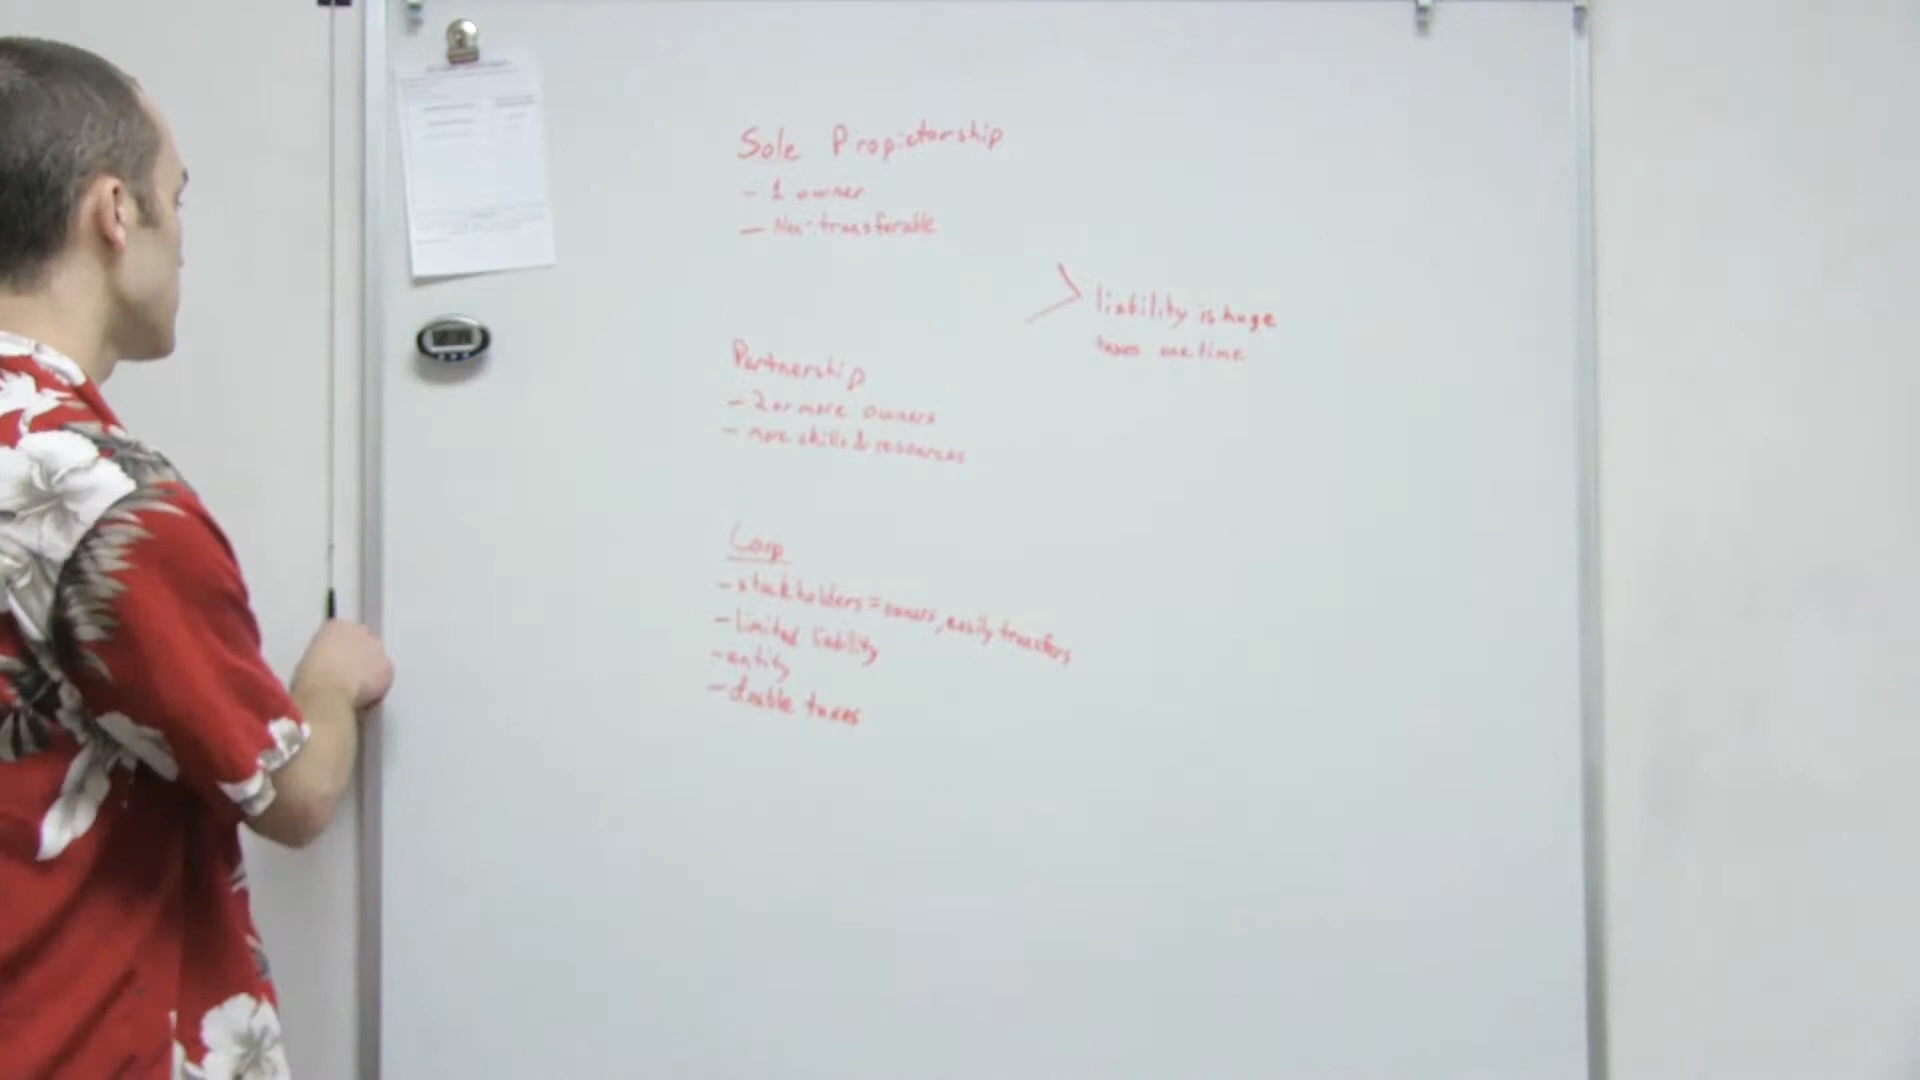 Sole Propietorship
- 1 owner
- Non-transferable
liability is huge
taxes one time
Partnership
- 2 or more owners
- more skills & resources
Corp
- stockholders = owners, easily transfers
- limited liability
- entity
- double taxes